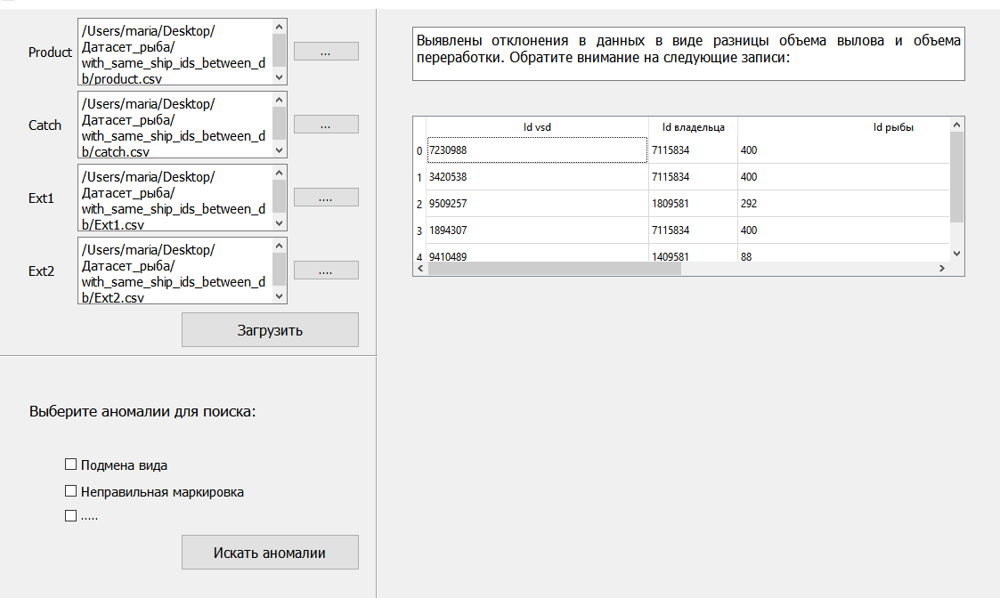 Product
/Users/maria/Desktop/
Датасет_рыба/
with_same_ship_ids_between_d
b/product.csv
...
Catch
/Users/maria/Desktop/
Датасет_рыба/
with_same_ship_ids_between_d
b/catch.csv
...
Ext1
/Users/maria/Desktop/
Датасет_рыба/
with_same_ship_ids_between_d
b/Ext1.csv
....
Ext2
/Users/maria/Desktop/
Датасет_рыба/
with_same_ship_ids_between_d
b/Ext2.csv
....
Загрузить
Выберите аномалии для поиска:
Подмена вида
Неправильная маркировка
.....
Искать аномалии
Выявлены отклонения в данных в виде разницы объема вылова и объема
переработки. Обратите внимание на следующие записи:
Id vsd Id владельца Id рыбы
0 7230988 7115834 400
1 3420538 7115834 400
2 9509257 1809581 292
3 1894307 7115834 400
4 9410489 1409581 88